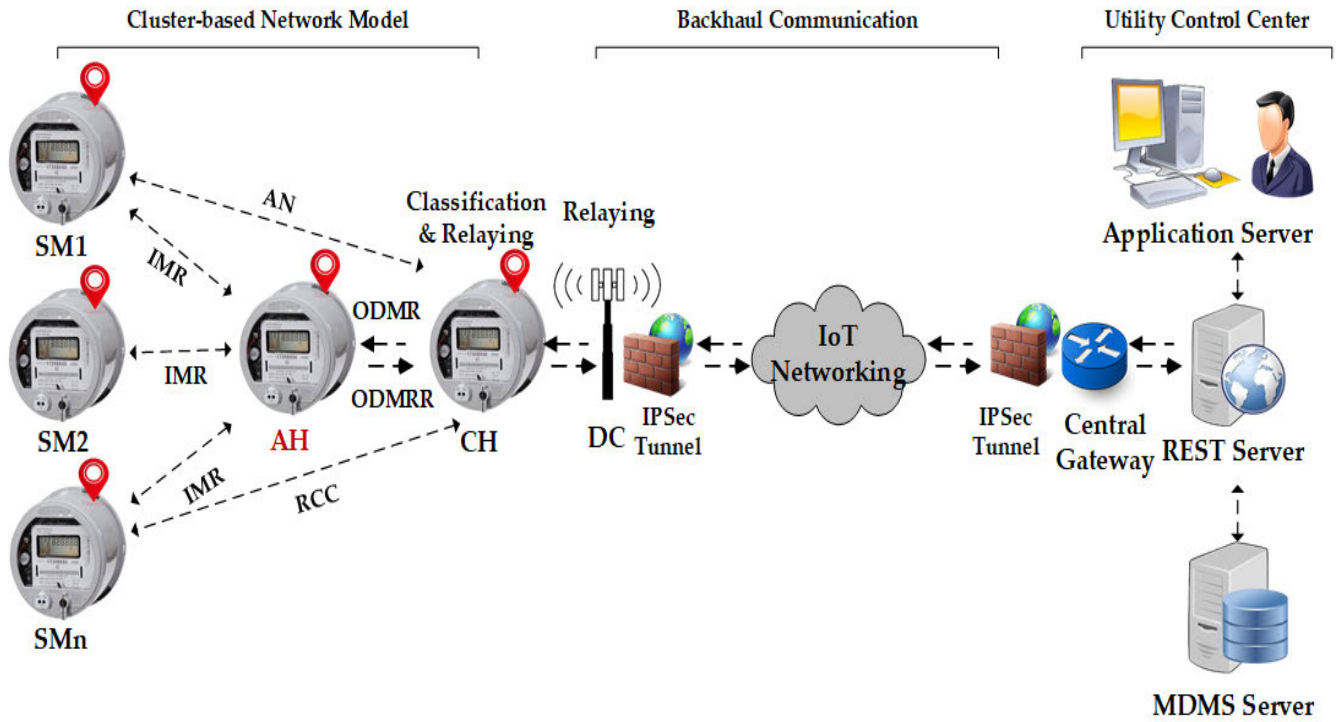 Cluster-based Network Model
Backhaul Communication
Utility Control Center
SM1
AN
IMR
Classification
& Relaying
Relaying
Application Server
SM2
IMR
AH
ODMR
ODMRR
CH
DC
IPSec
Tunnel
IoT
Networking
IPSec
Tunnel
Central
Gateway
REST Server
IMR
RCC
SMn
MDMS Server